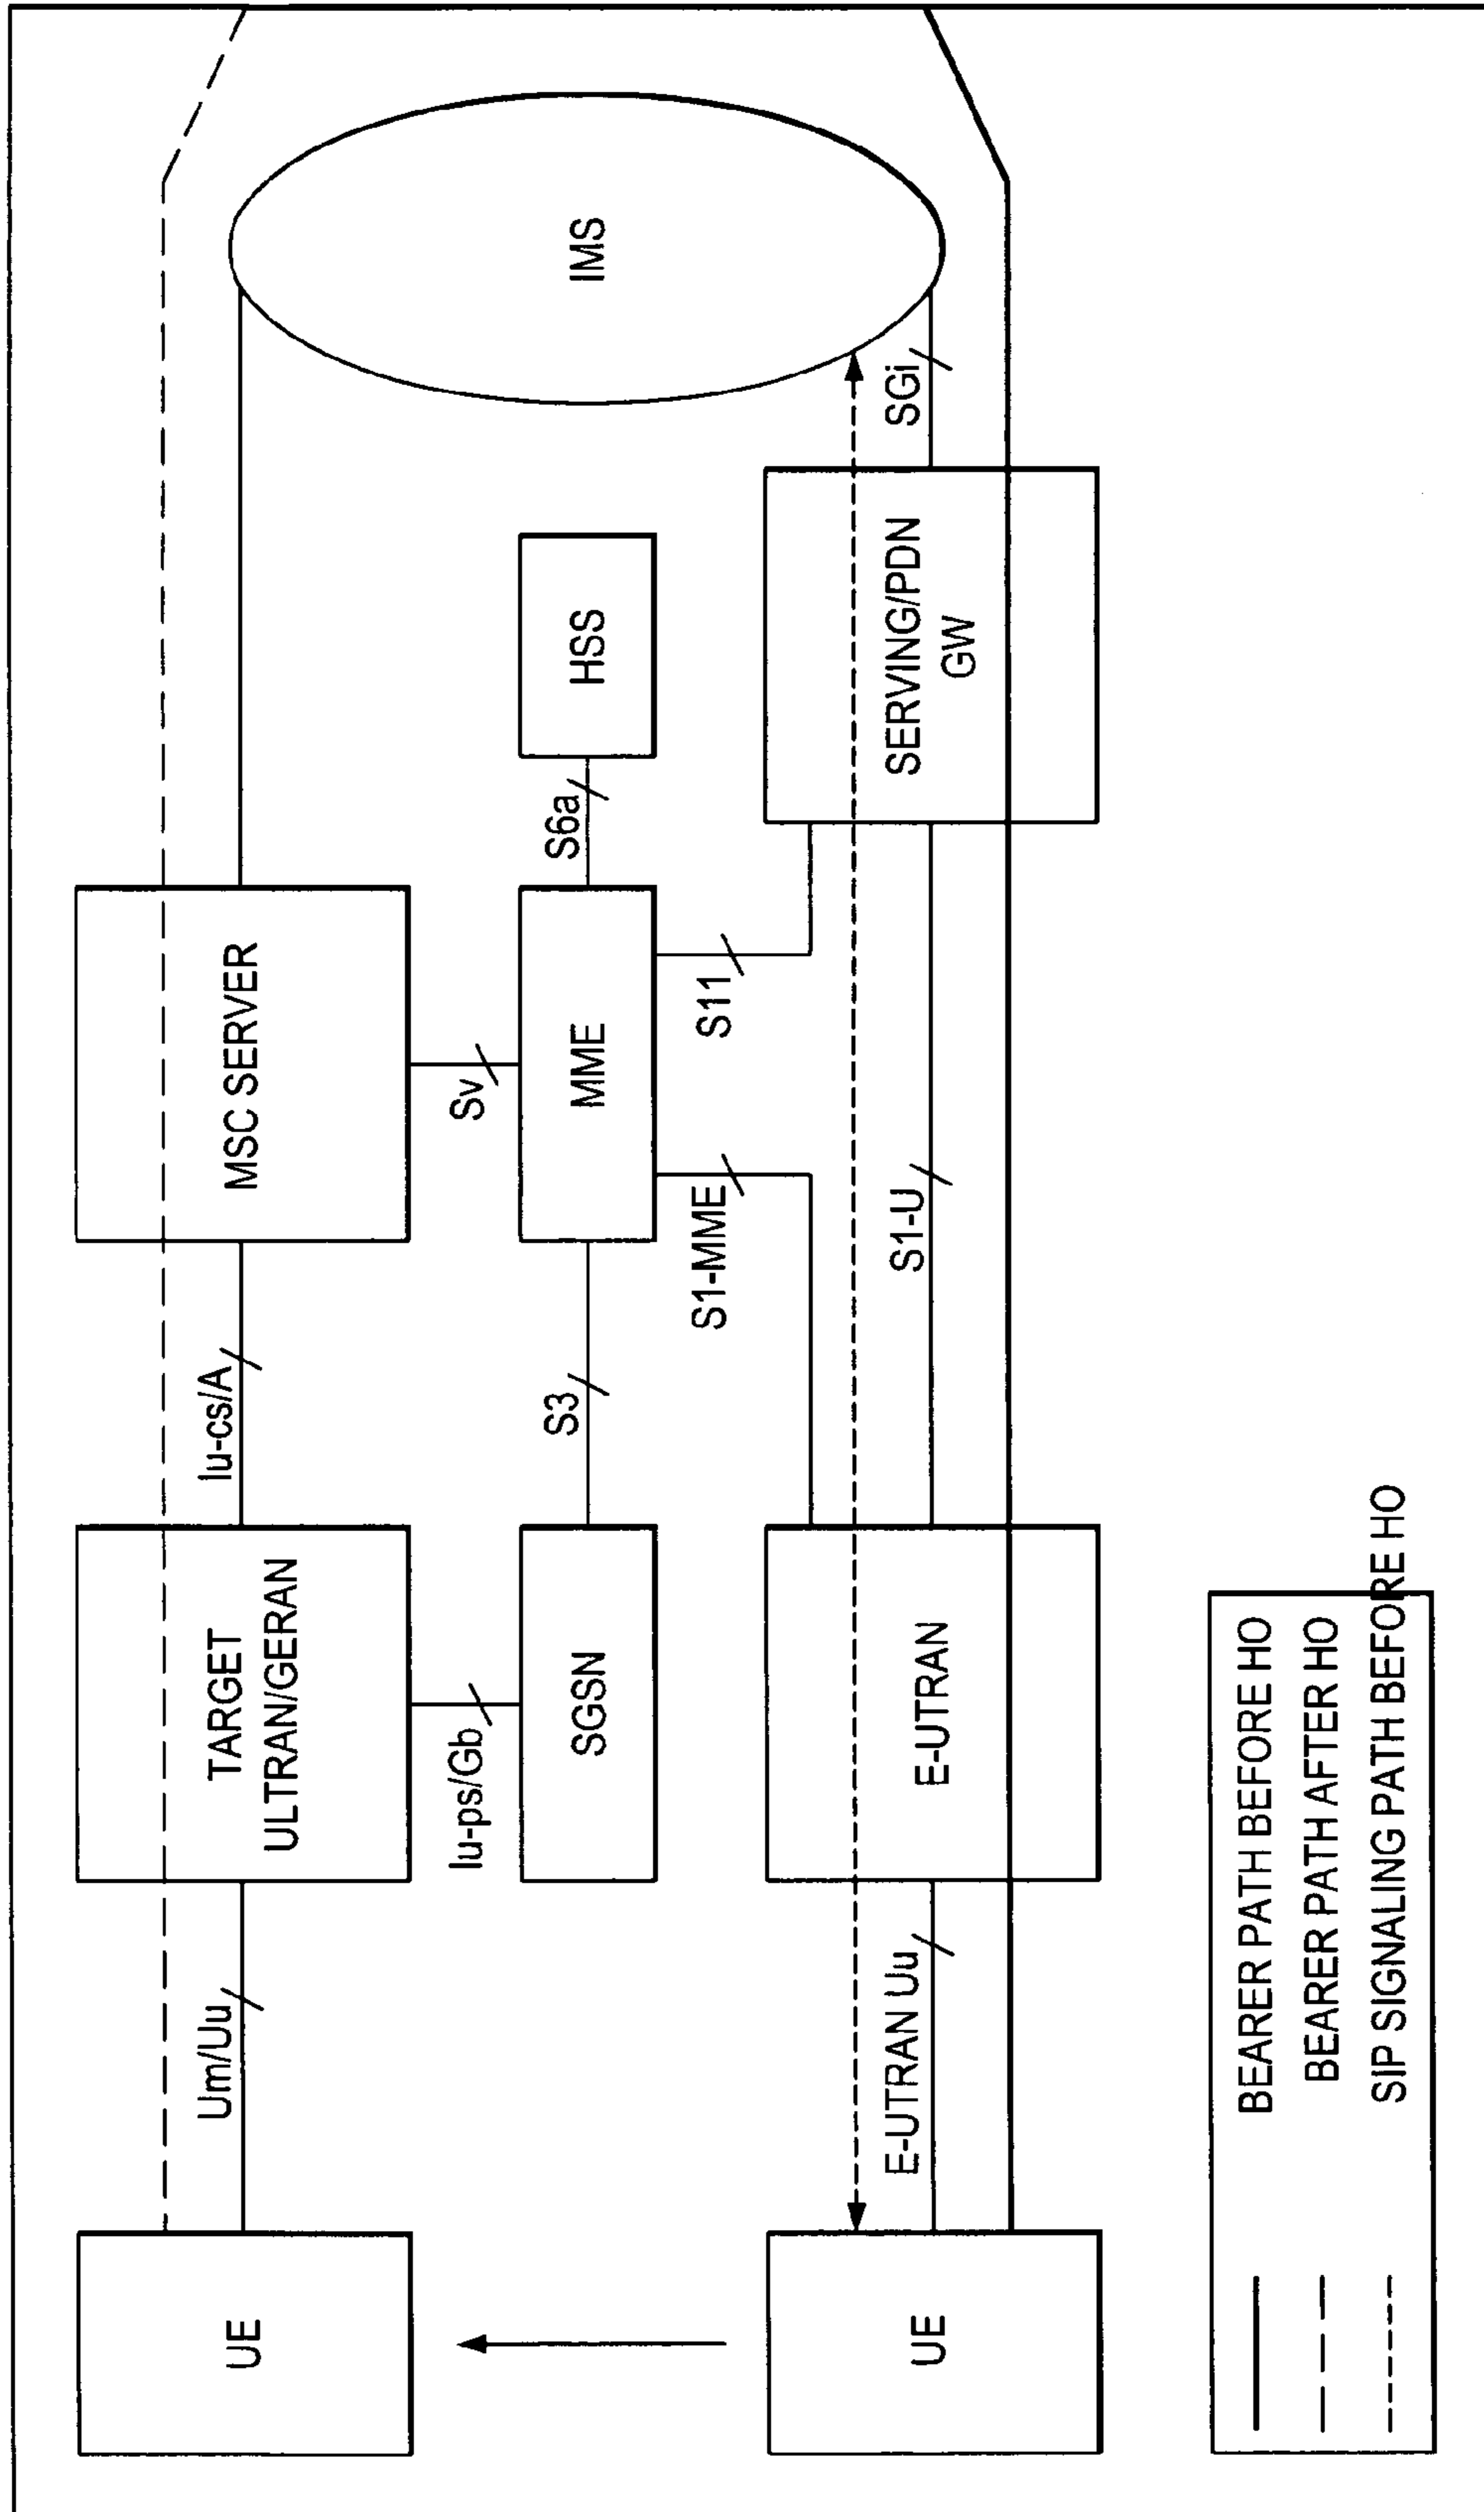 UE
Um/Uu
TARGET
ULTRAN/GERAN
Iu-cs/A
MSC SERVER
Iu-ps/Gb
Sv
SGSN
S3
MME
S6a
HSS
IMS
S1-MME
S11
UE
E-UTRAN Uu
E-UTRAN
S1-U
SERVING/PDN
GW
SGi
BEARER PATH BEFORE HO
BEARER PATH AFTER HO
SIP SIGNALING PATH BEFORE HO